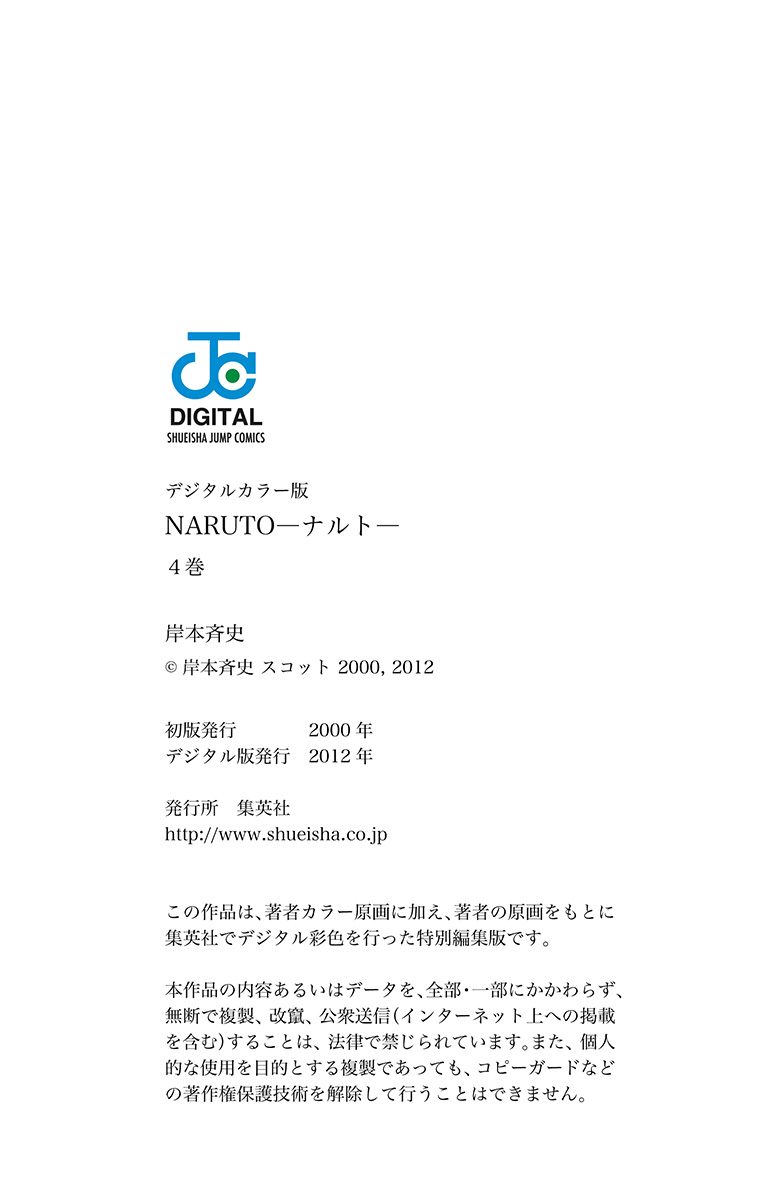 DIGITAL
SHUEISHA JUMP COMICS
デジタルカラー版
NARUTO―ナルト―
４巻
岸本斉史
© 岸本斉史 スコット 2000, 2012
初版発行 2000 年
デジタル版発行 2012 年
発行所 集英社
http://www.shueisha.co.jp
この作品は、著者カラー原画に加え、著者の原画をもとに
集英社でデジタル彩色を行った特別編集版です。
本作品の内容あるいはデータを、全部・一部にかかわらず、
無断で複製、改竄、公衆送信(インターネット上への掲載
を含む)することは、法律で禁じられています。また、個人
的な使用を目的とする複製であっても、コピーガードなど
の著作権保護技術を解除して行うことはできません。